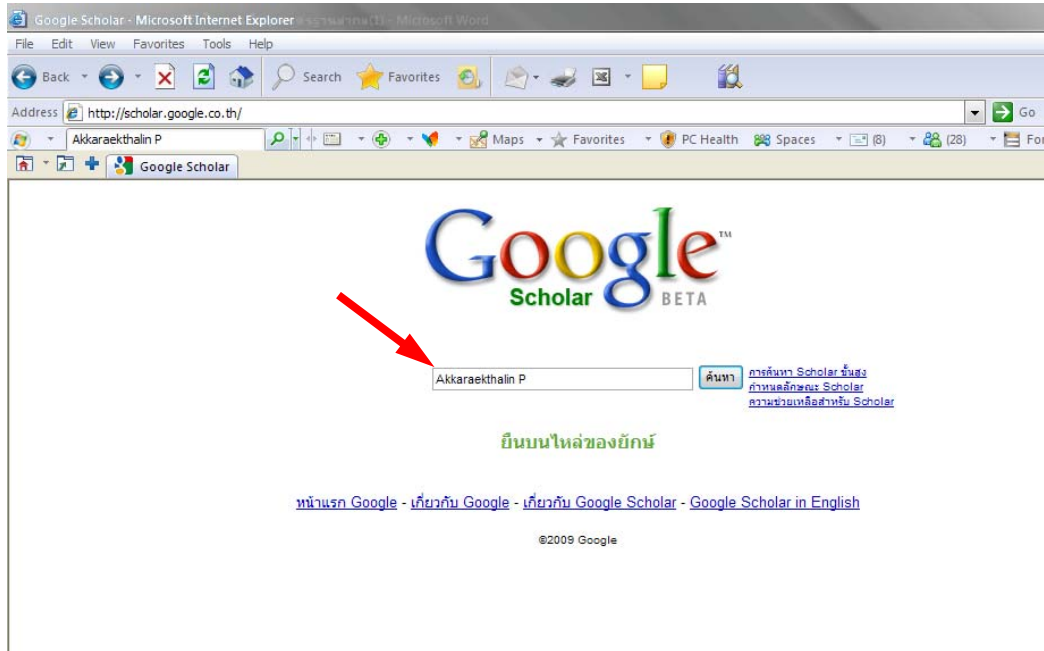 Google Scholar - Microsoft Internet Explorer
File Edit View Favorites Tools Help
Back Search Favorites
Address http://scholar.google.co.th/ Go
Akkaraekthalin P Maps Favorites PC Health Spaces (8) (28) For
Google Scholar
Google™
Scholar BETA
Akkaraekthalin P ค้นหา การค้นหา Scholar ขั้นสูง
กำหนดลักษณะ Scholar
ความช่วยเหลือสำหรับ Scholar
ยืนบนไหล่ของยักษ์
หน้าแรก Google - เกี่ยวกับ Google - เกี่ยวกับ Google Scholar - Google Scholar in English
©2009 Google